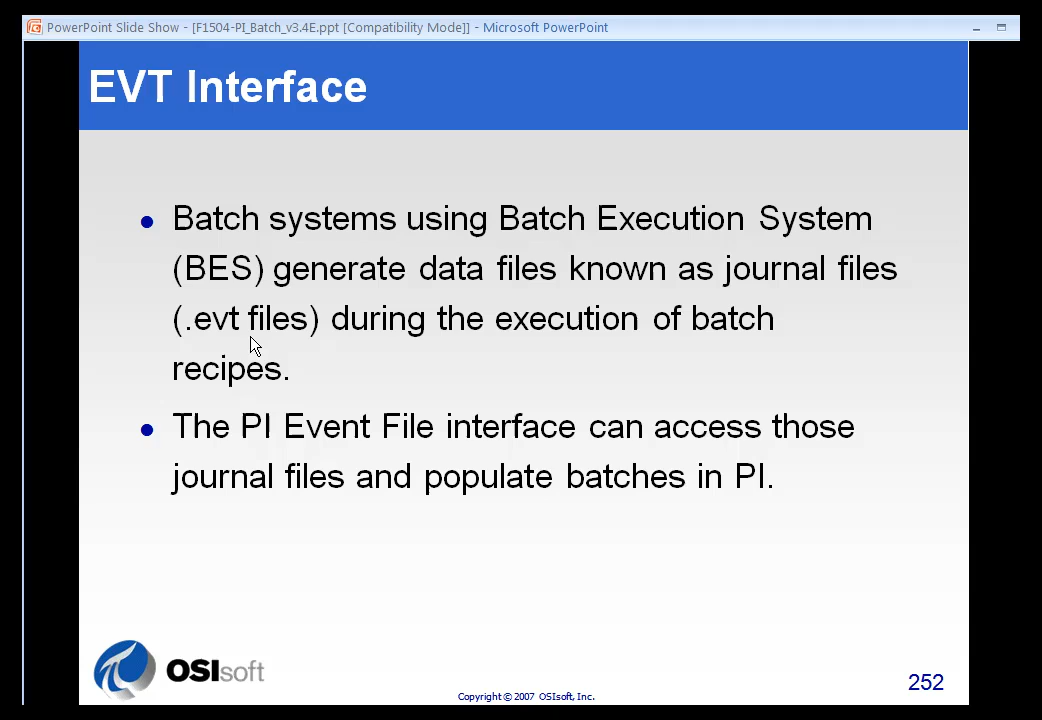 PowerPoint Slide Show - [F1504-PI_Batch_v3.4E.ppt [Compatibility Mode]] - Microsoft PowerPoint
EVT Interface
• Batch systems using Batch Execution System
(BES) generate data files known as journal files
(.evt files) during the execution of batch
recipes.
• The PI Event File interface can access those
journal files and populate batches in PI.
OSIsoft
Copyright © 2007 OSIsoft, Inc.
252